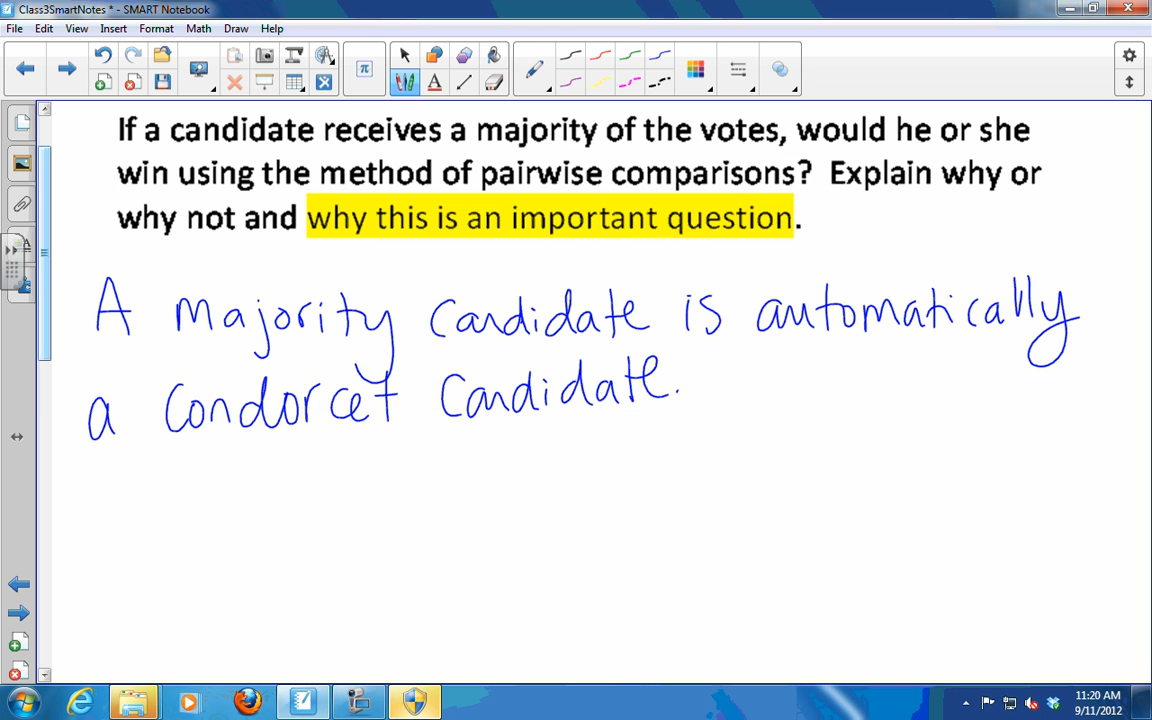 Class3SmartNotes * - SMART Notebook
File Edit View Insert Format Math Draw Help
If a candidate receives a majority of the votes, would he or she
win using the method of pairwise comparisons? Explain why or
why not and why this is an important question.
A majority candidate is automatically
a Condorcet Candidate.
11:20 AM
9/11/2012